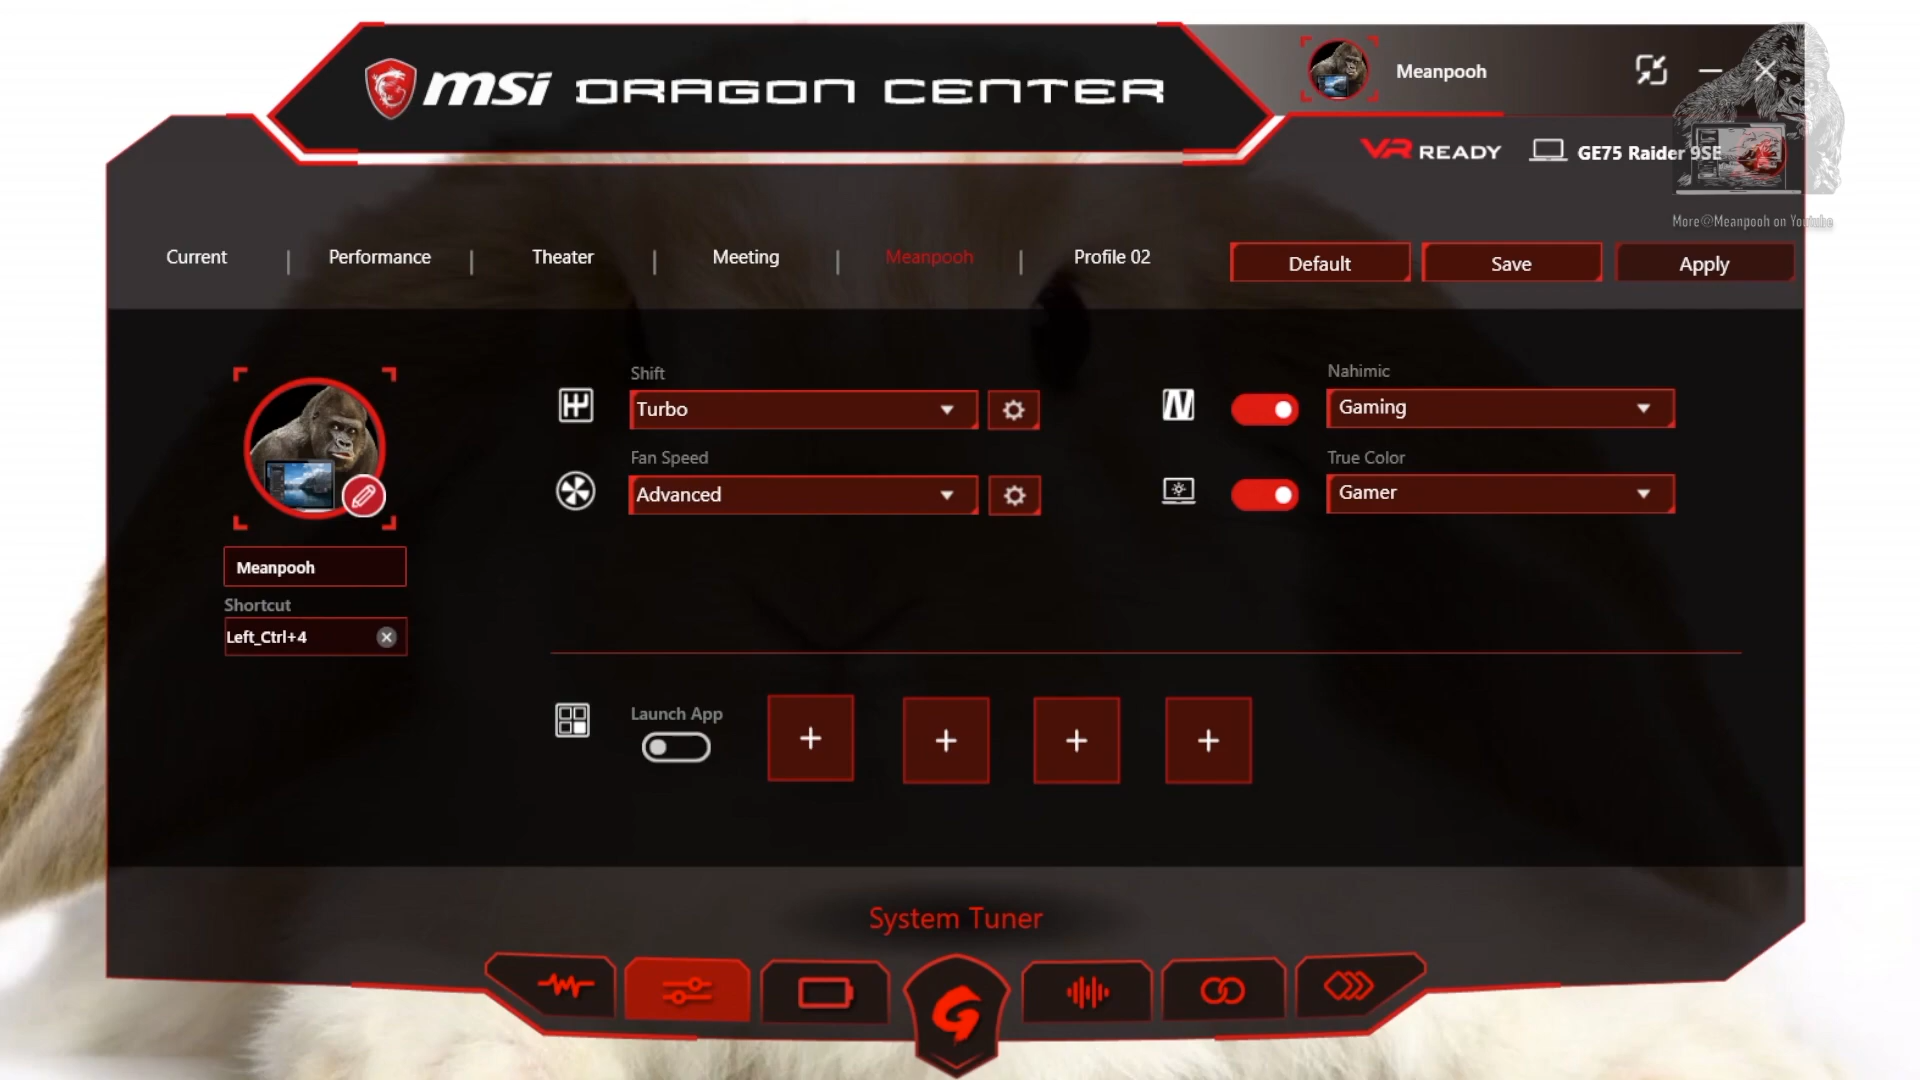 msi DRAGON CENTER
Meanpooh
VR READY
GE75 Raider 9SE
More@Meanpooh on Youtube
Current | Performance | Theater | Meeting | Meanpooh | Profile 02
Default
Save
Apply
Shift
Turbo
Nahimic
Gaming
Fan Speed
Advanced
True Color
Gamer
Meanpooh
Shortcut
Left_Ctrl+4
Launch App
+ + + +
System Tuner